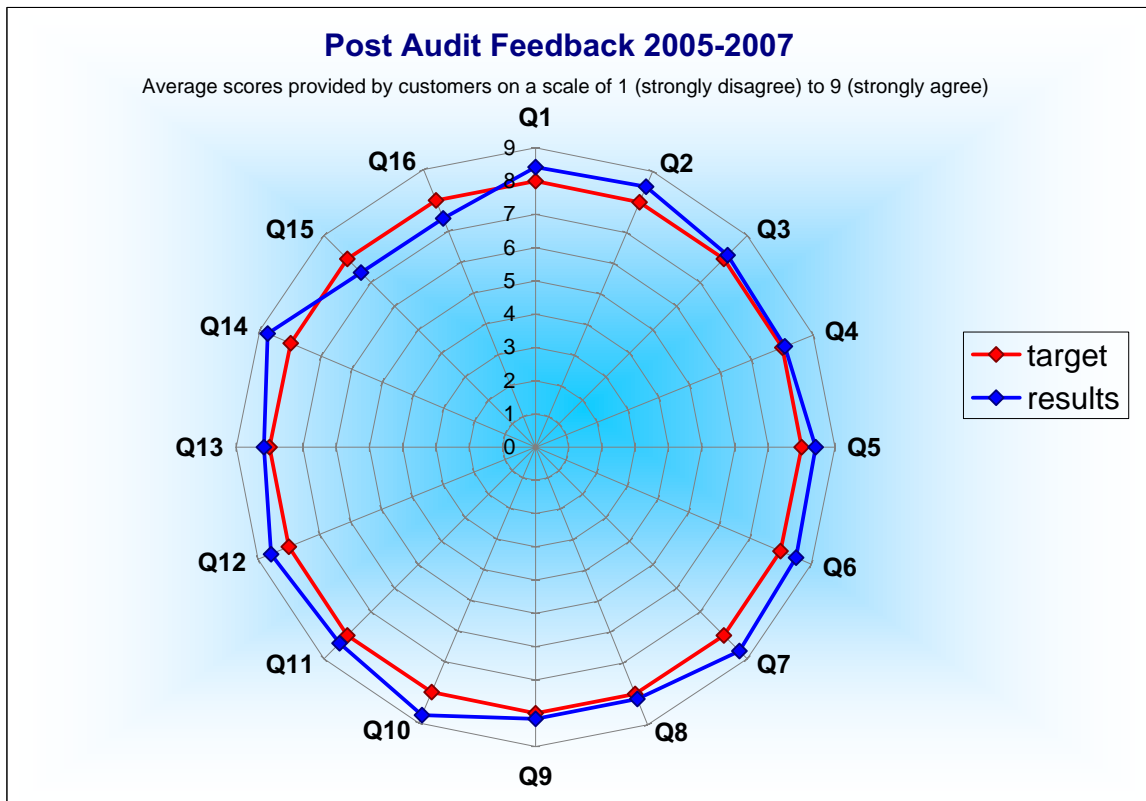 Post Audit Feedback 2005-2007
Average scores provided by customers on a scale of 1 (strongly disagree) to 9 (strongly agree)
Q1
Q2
Q3
Q4
Q5
Q6
Q7
Q8
Q9
Q10
Q11
Q12
Q13
Q14
Q15
Q16
9
8
7
6
5
4
3
2
1
0
target
results